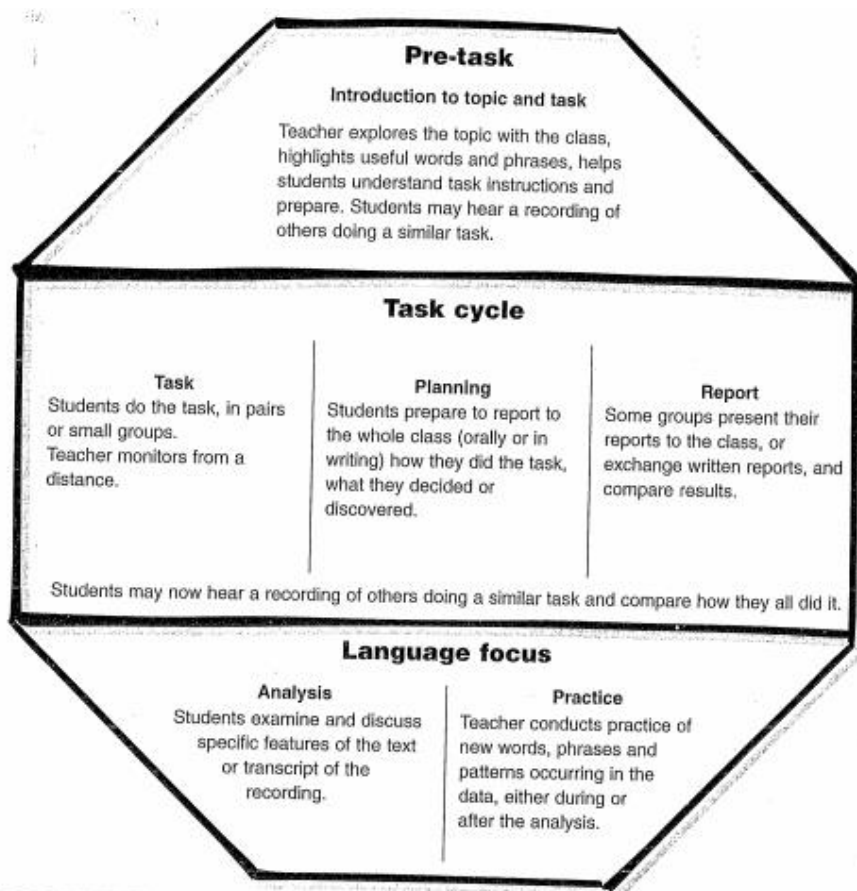 Pre-task
Introduction to topic and task
Teacher explores the topic with the class,
highlights useful words and phrases, helps
students understand task instructions and
prepare. Students may hear a recording of
others doing a similar task.
Task cycle
Task
Students do the task, in pairs
or small groups.
Teacher monitors from a
distance.
Planning
Students prepare to report to
the whole class (orally or in
writing) how they did the task,
what they decided or
discovered.
Report
Some groups present their
reports to the class, or
exchange written reports, and
compare results.
Students may now hear a recording of others doing a similar task and compare how they all did it.
Language focus
Analysis
Students examine and discuss
specific features of the text
or transcript of the
recording.
Practice
Teacher conducts practice of
new words, phrases and
patterns occurring in the
data, either during or
after the analysis.